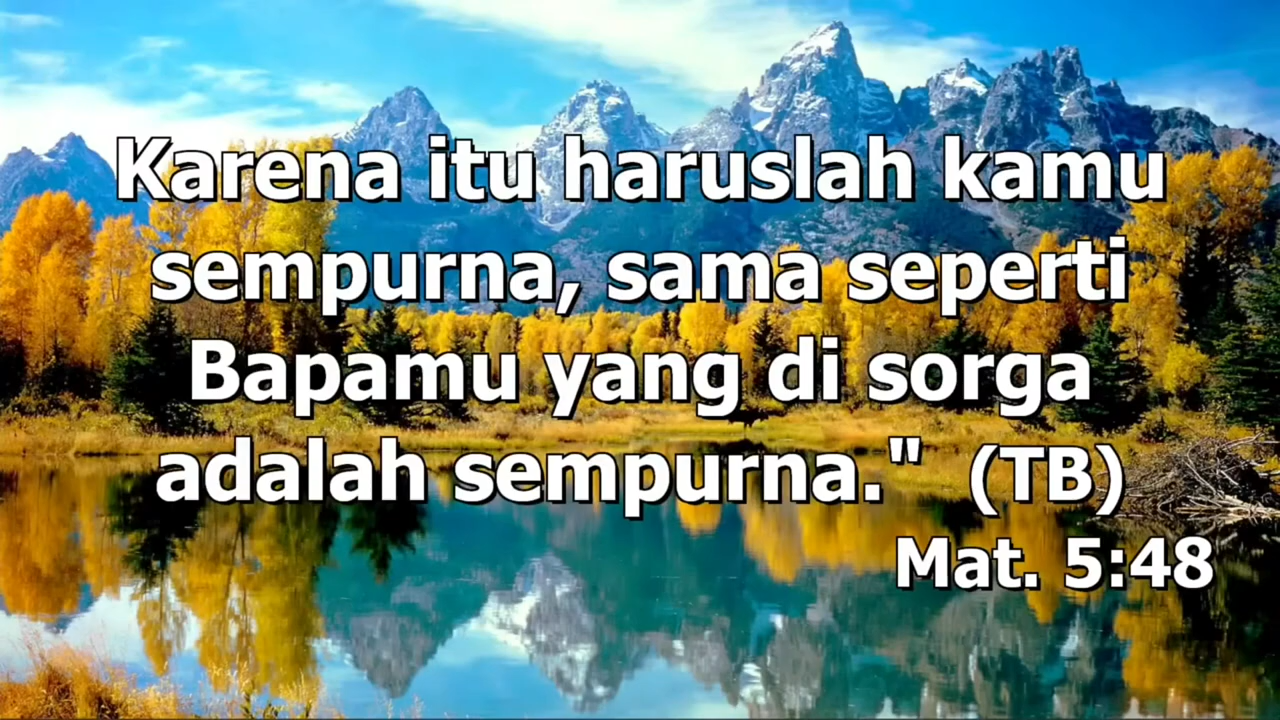 Karena itu haruslah kamu
sempurna, sama seperti
Bapamu yang di sorga
adalah sempurna." (TB)
Mat. 5:48